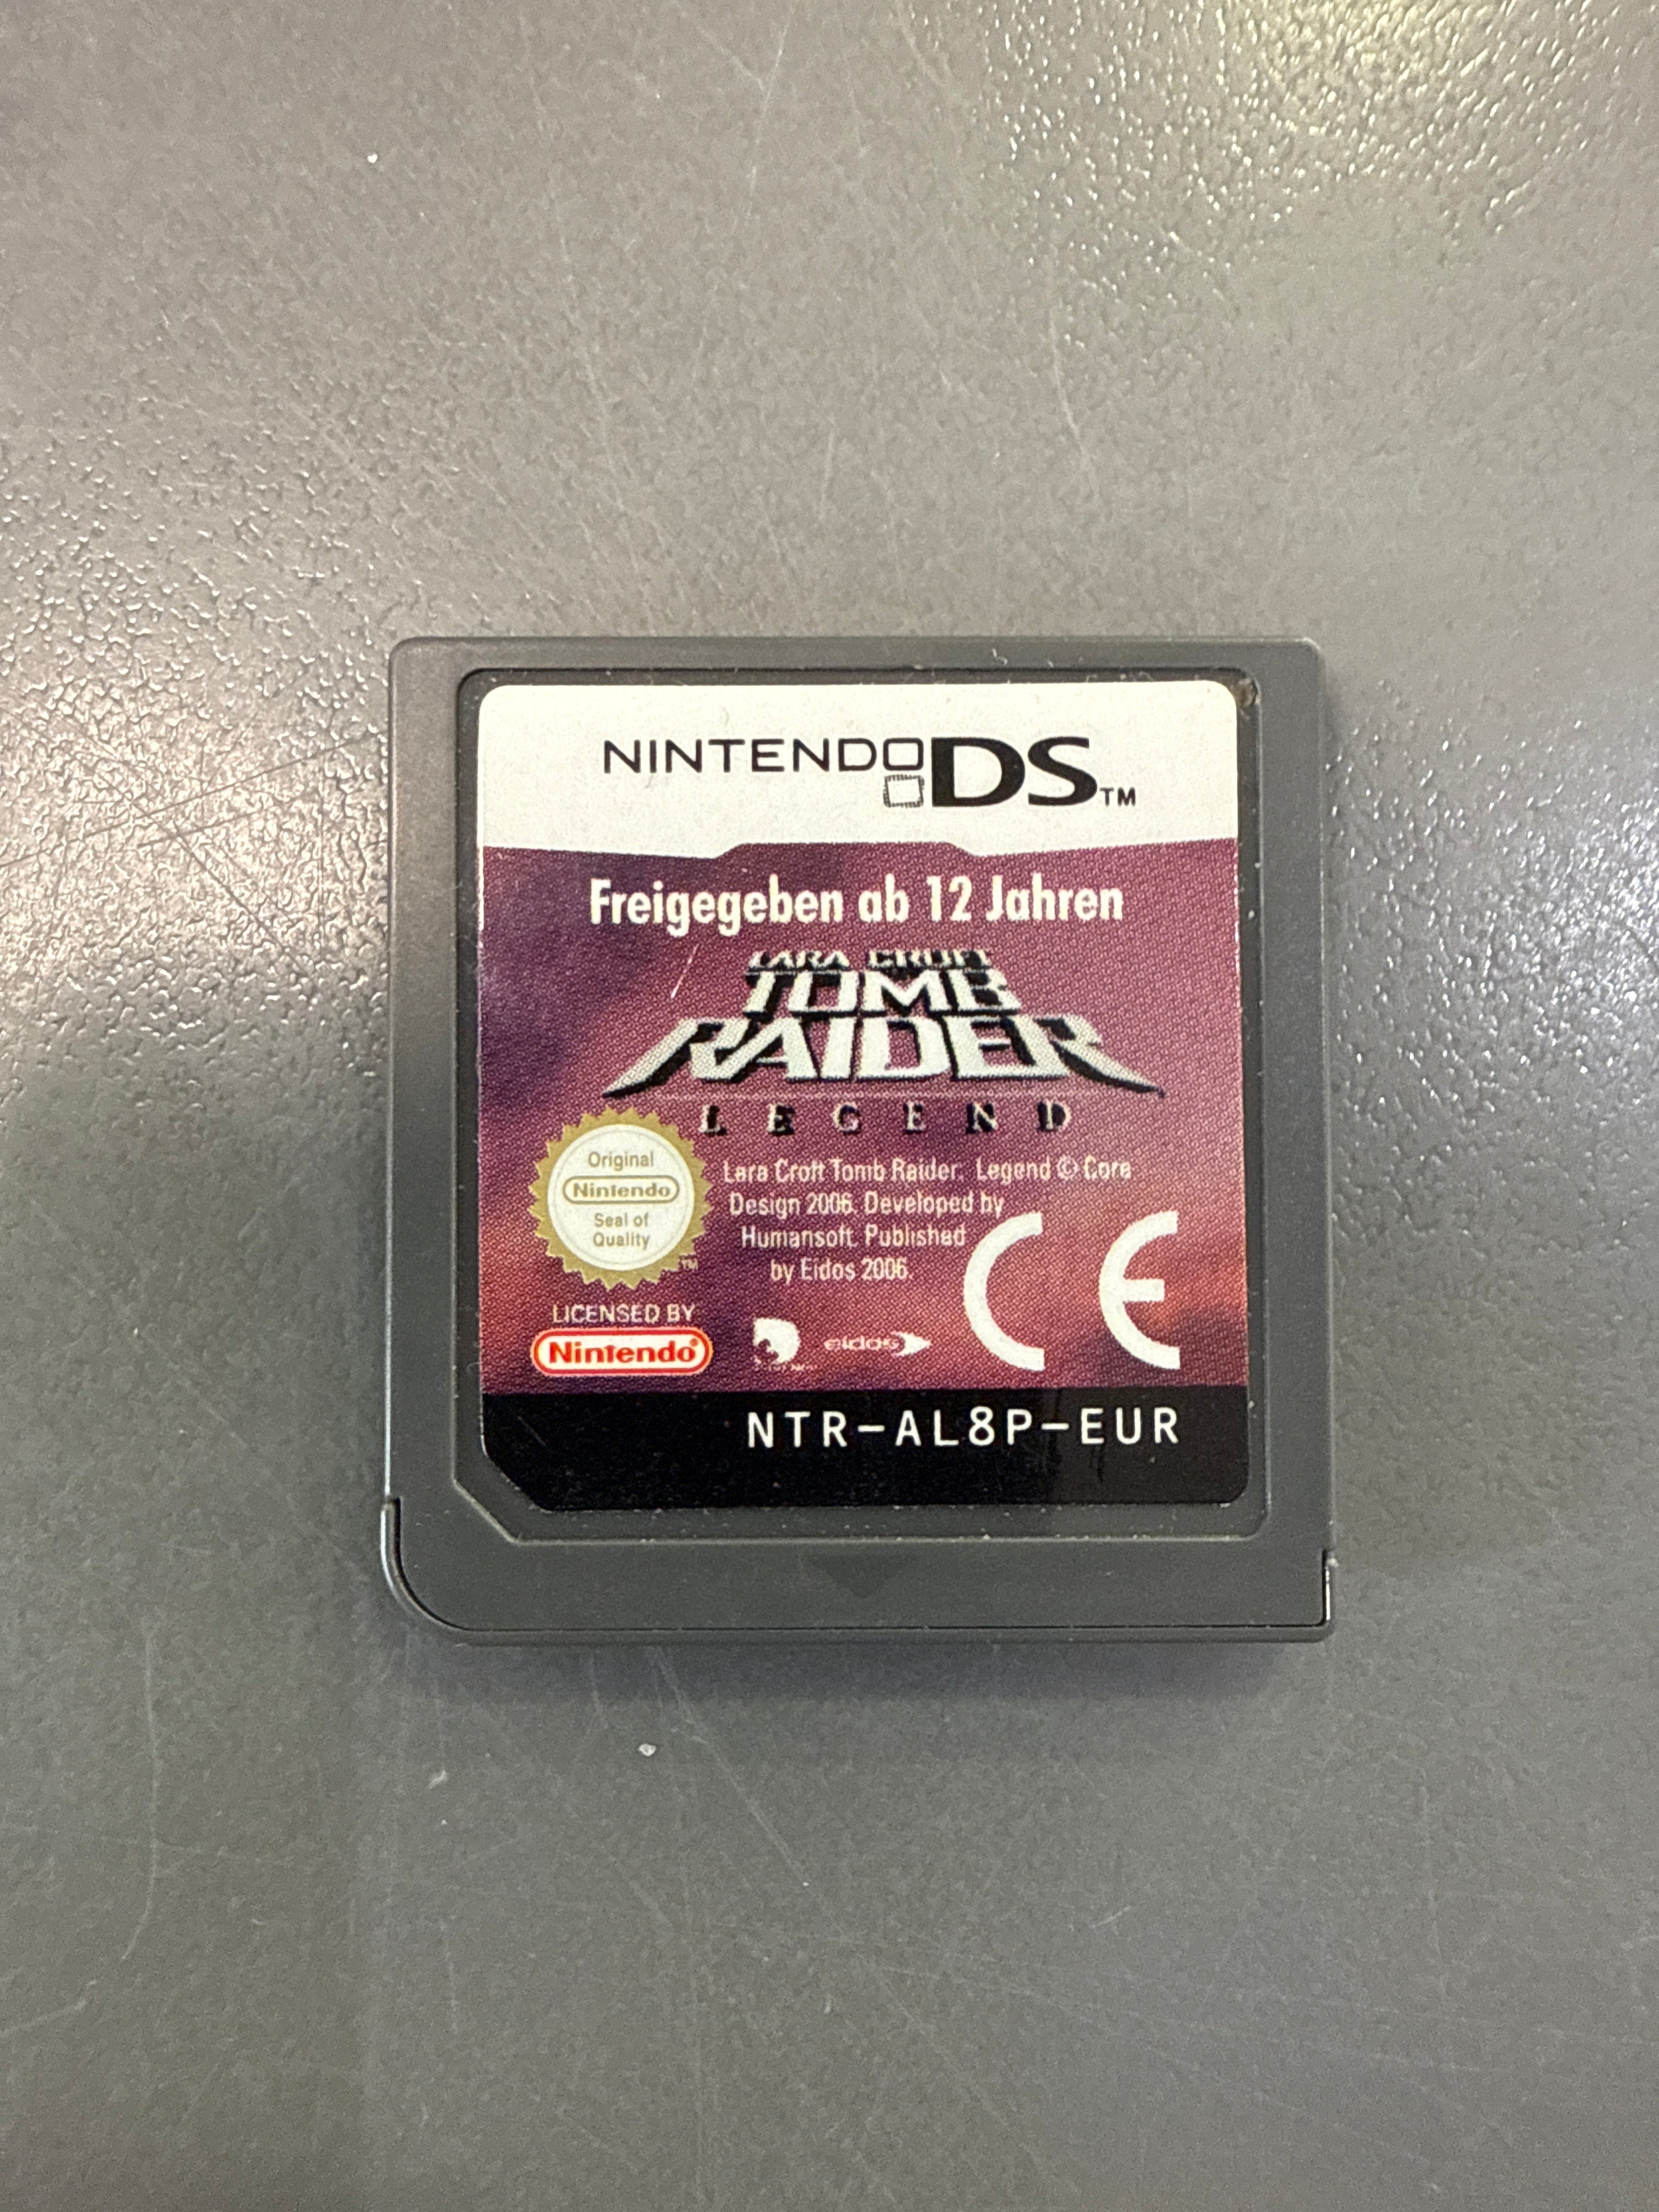 NINTENDO DS™
Freigegeben ab 12 Jahren
LARA CROFT
TOMB
RAIDER
LEGEND
Original
Nintendo
Seal of
Quality
™
Lara Croft Tomb Raider: Legend © Core
Design 2006. Developed by
Humansoft. Published
by Eidos 2006.
LICENSED BY
Nintendo®
eidos
CE
NTR-AL8P-EUR